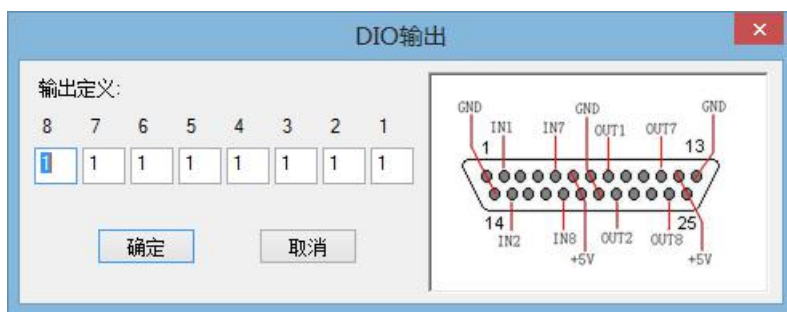 DIO输出
输出定义:
8 7 6 5 4 3 2 1
1 1 1 1 1 1 1 1
确定 取消
GND GND GND
IN1 IN7 OUT1 OUT7
1 13
14 25
IN2 IN8 OUT2 OUT8
+5V +5V